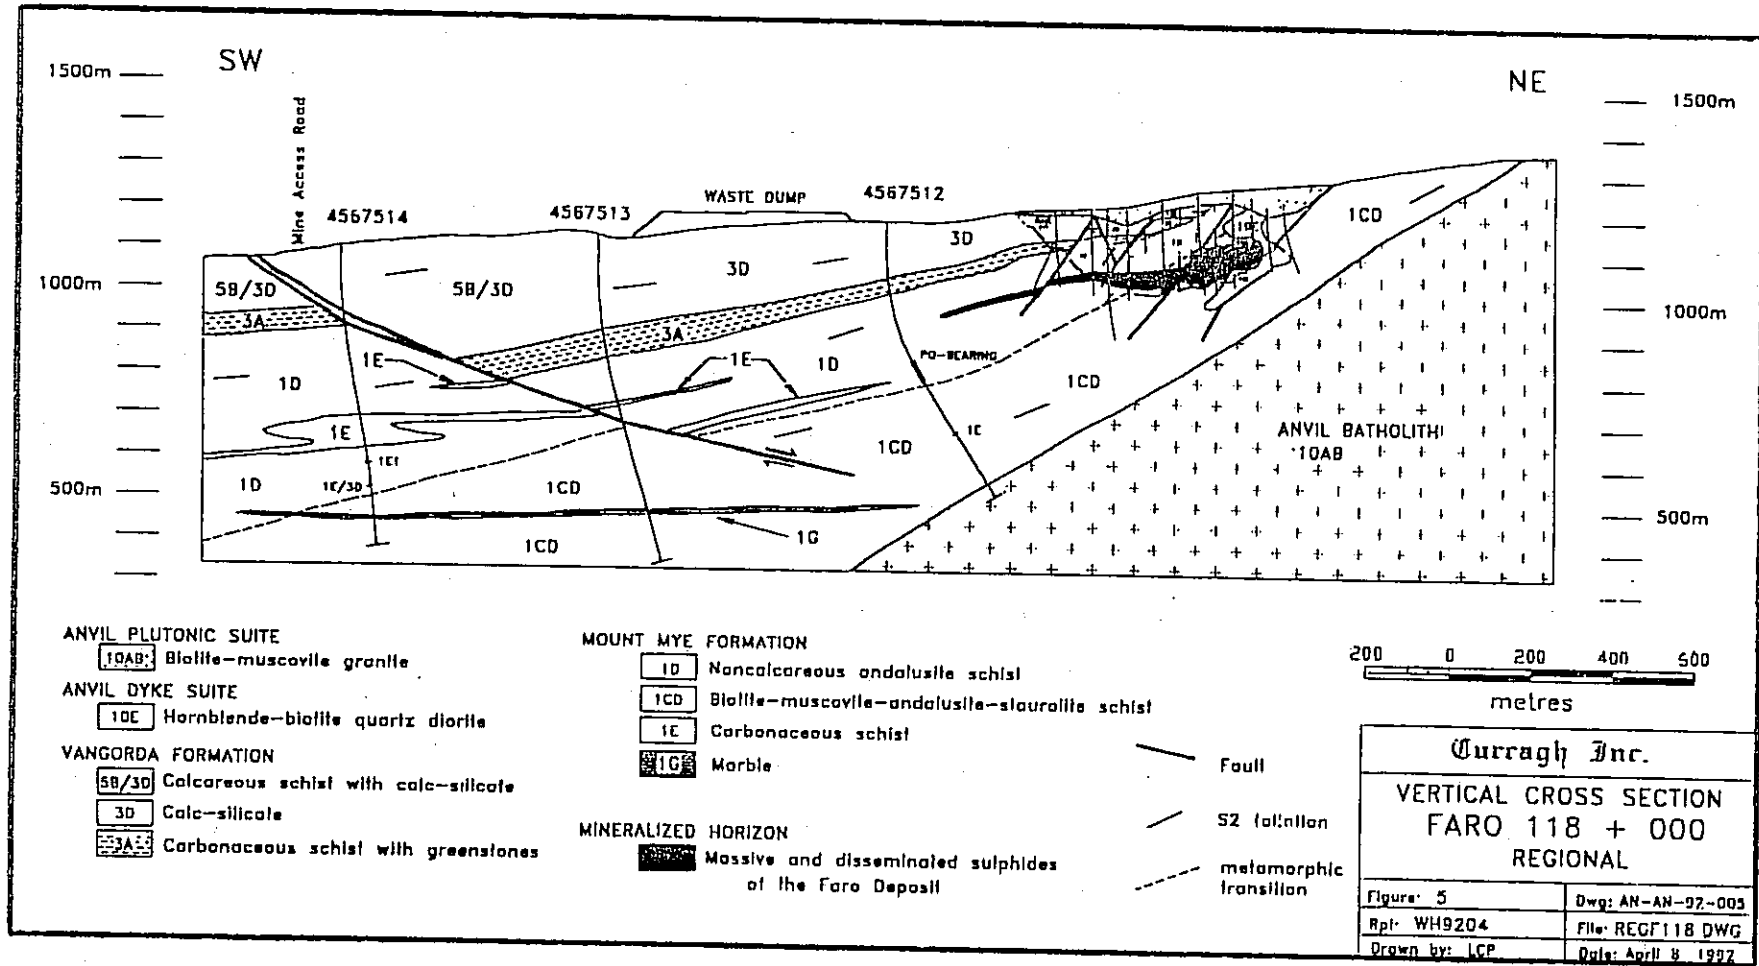 SW
NE
1500m
1500m
Mine Access Road
4567514
4567513
WASTE DUMP
4567512
3D
1CD
1D
1000m
1000m
5B/3D
5B/3D
3D
3A
3A
1E
1E
1D
1D
PO-BEARING
1CD
1E
1E
1CD
ANVIL BATHOLITH
10AB
1E1
1E/3D
500m
500m
1D
1CD
1G
1CD
ANVIL PLUTONIC SUITE
10AB Biotite-muscovite granite
ANVIL DYKE SUITE
10E Hornblende-biotite quartz diorite
VANGORDA FORMATION
5B/3D Calcareous schist with calc-silicate
3D Calc-silicate
3A Carbonaceous schist with greenstones
MOUNT MYE FORMATION
1D Noncalcareous andalusite schist
1CD Biotite-muscovite-andalusite-staurolite schist
1E Carbonaceous schist
1G Marble
MINERALIZED HORIZON
Massive and disseminated sulphides
of the Faro Deposit
Fault
S2 foliation
metamorphic
transition
200 0 200 400 600
metres
Curragh Inc.
VERTICAL CROSS SECTION
FARO 118 + 000
REGIONAL
Figure: 5
Dwg: AN-AN-92-005
Rpt: WH9204
File: REGF118 DWG
Drawn by: LCP
Date: April 8 1992